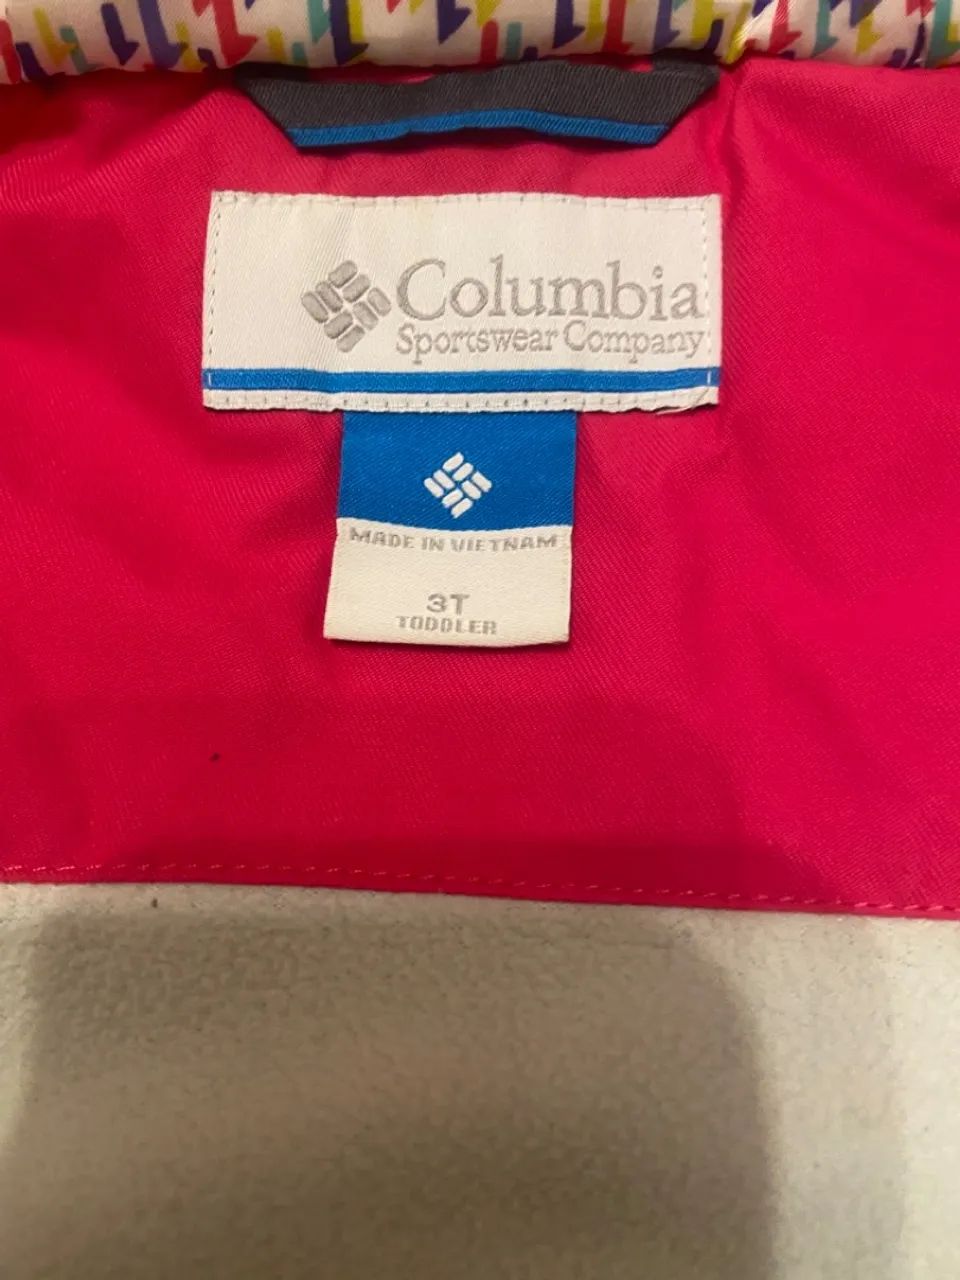 Columbia
Sportswear Company
MADE IN VIETNAM
3T
TODDLER